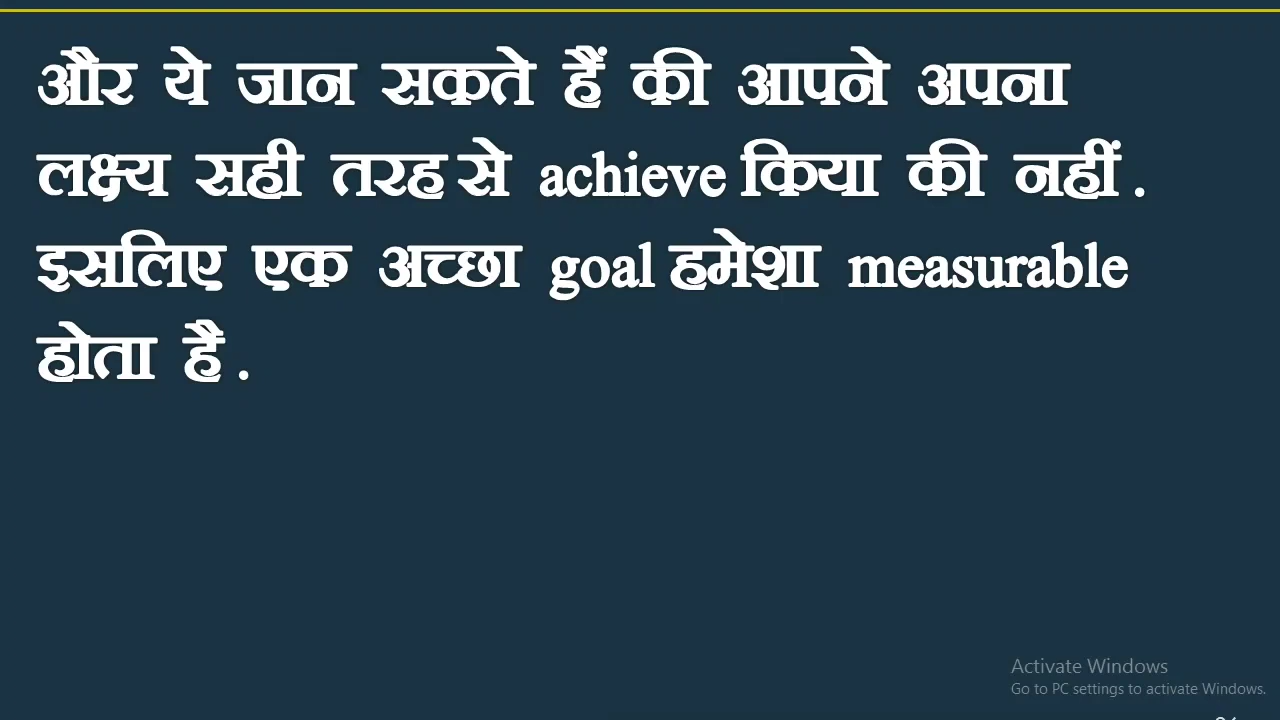 और ये जान सकते हैं की आपने अपना
लक्ष्य सही तरह से achieve किया की नहीं .
इसलिए एक अच्छा goal हमेशा measurable
होता है .
Activate Windows
Go to PC settings to activate Windows.